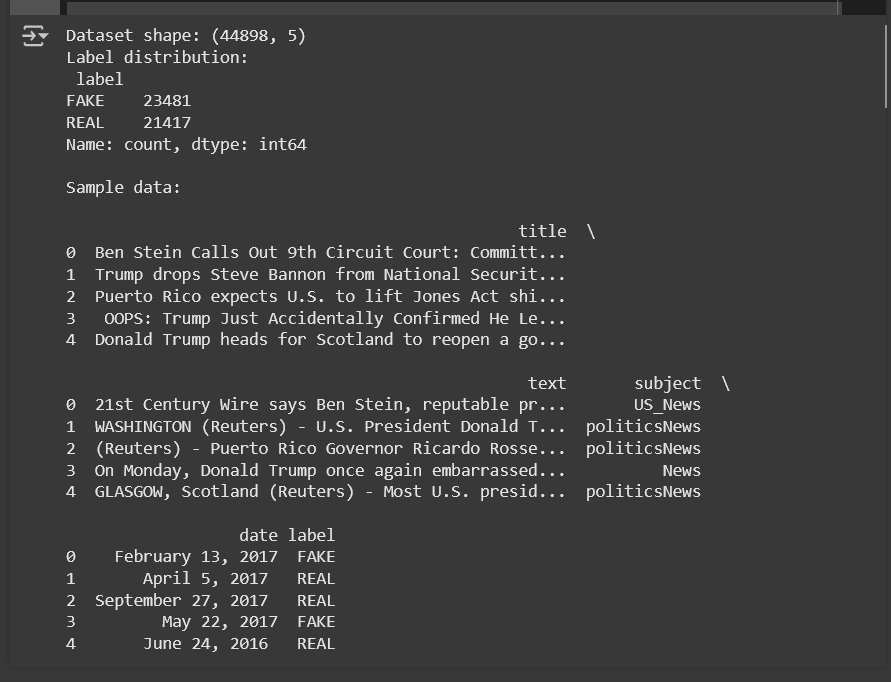 Dataset shape: (44898, 5)
Label distribution:
label
FAKE    23481
REAL    21417
Name: count, dtype: int64
Sample data:
title  \
0  Ben Stein Calls Out 9th Circuit Court: Committ...
1  Trump drops Steve Bannon from National Securit...
2  Puerto Rico expects U.S. to lift Jones Act shi...
3   OOPS: Trump Just Accidentally Confirmed He Le...
4  Donald Trump heads for Scotland to reopen a go...
text       subject  \
0  21st Century Wire says Ben Stein, reputable pr...       US_News
1  WASHINGTON (Reuters) - U.S. President Donald T...  politicsNews
2  (Reuters) - Puerto Rico Governor Ricardo Rosse...  politicsNews
3  On Monday, Donald Trump once again embarrassed...          News
4  GLASGOW, Scotland (Reuters) - Most U.S. presid...  politicsNews
date label
0    February 13, 2017  FAKE
1       April 5, 2017   REAL
2  September 27, 2017   REAL
3         May 22, 2017  FAKE
4       June 24, 2016   REAL